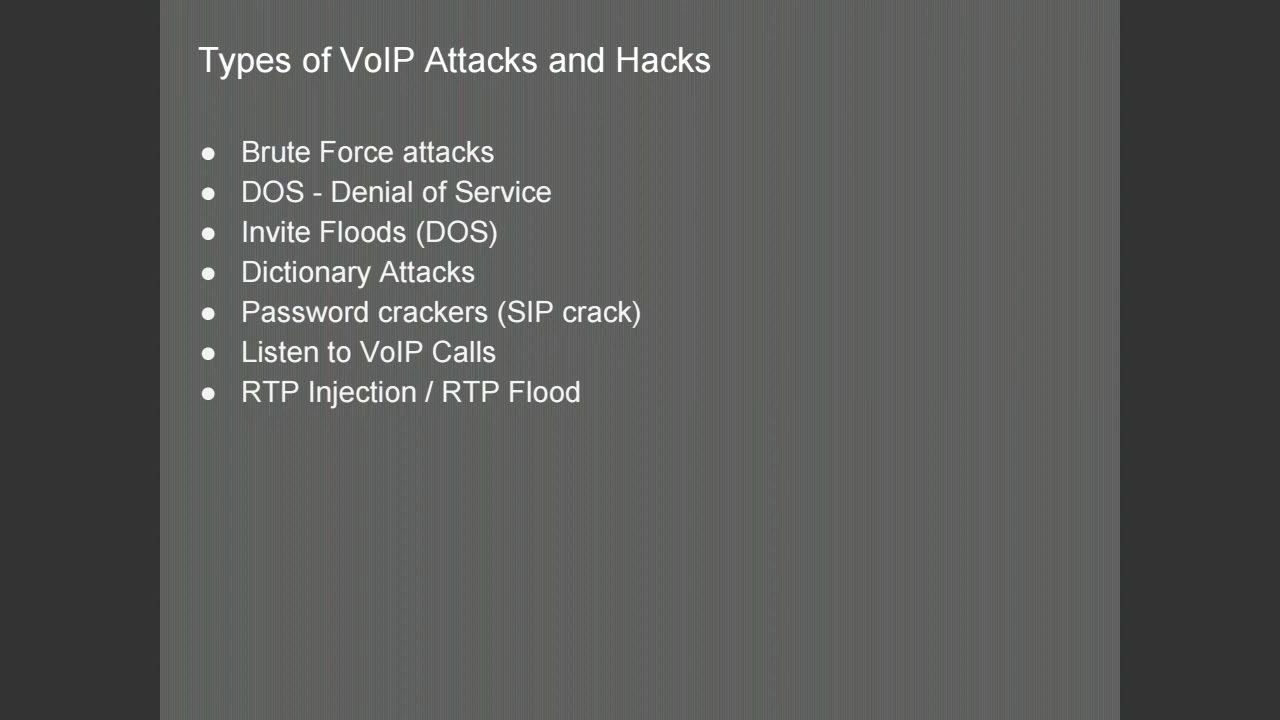 Types of VoIP Attacks and Hacks
● Brute Force attacks
● DOS - Denial of Service
● Invite Floods (DOS)
● Dictionary Attacks
● Password crackers (SIP crack)
● Listen to VoIP Calls
● RTP Injection / RTP Flood